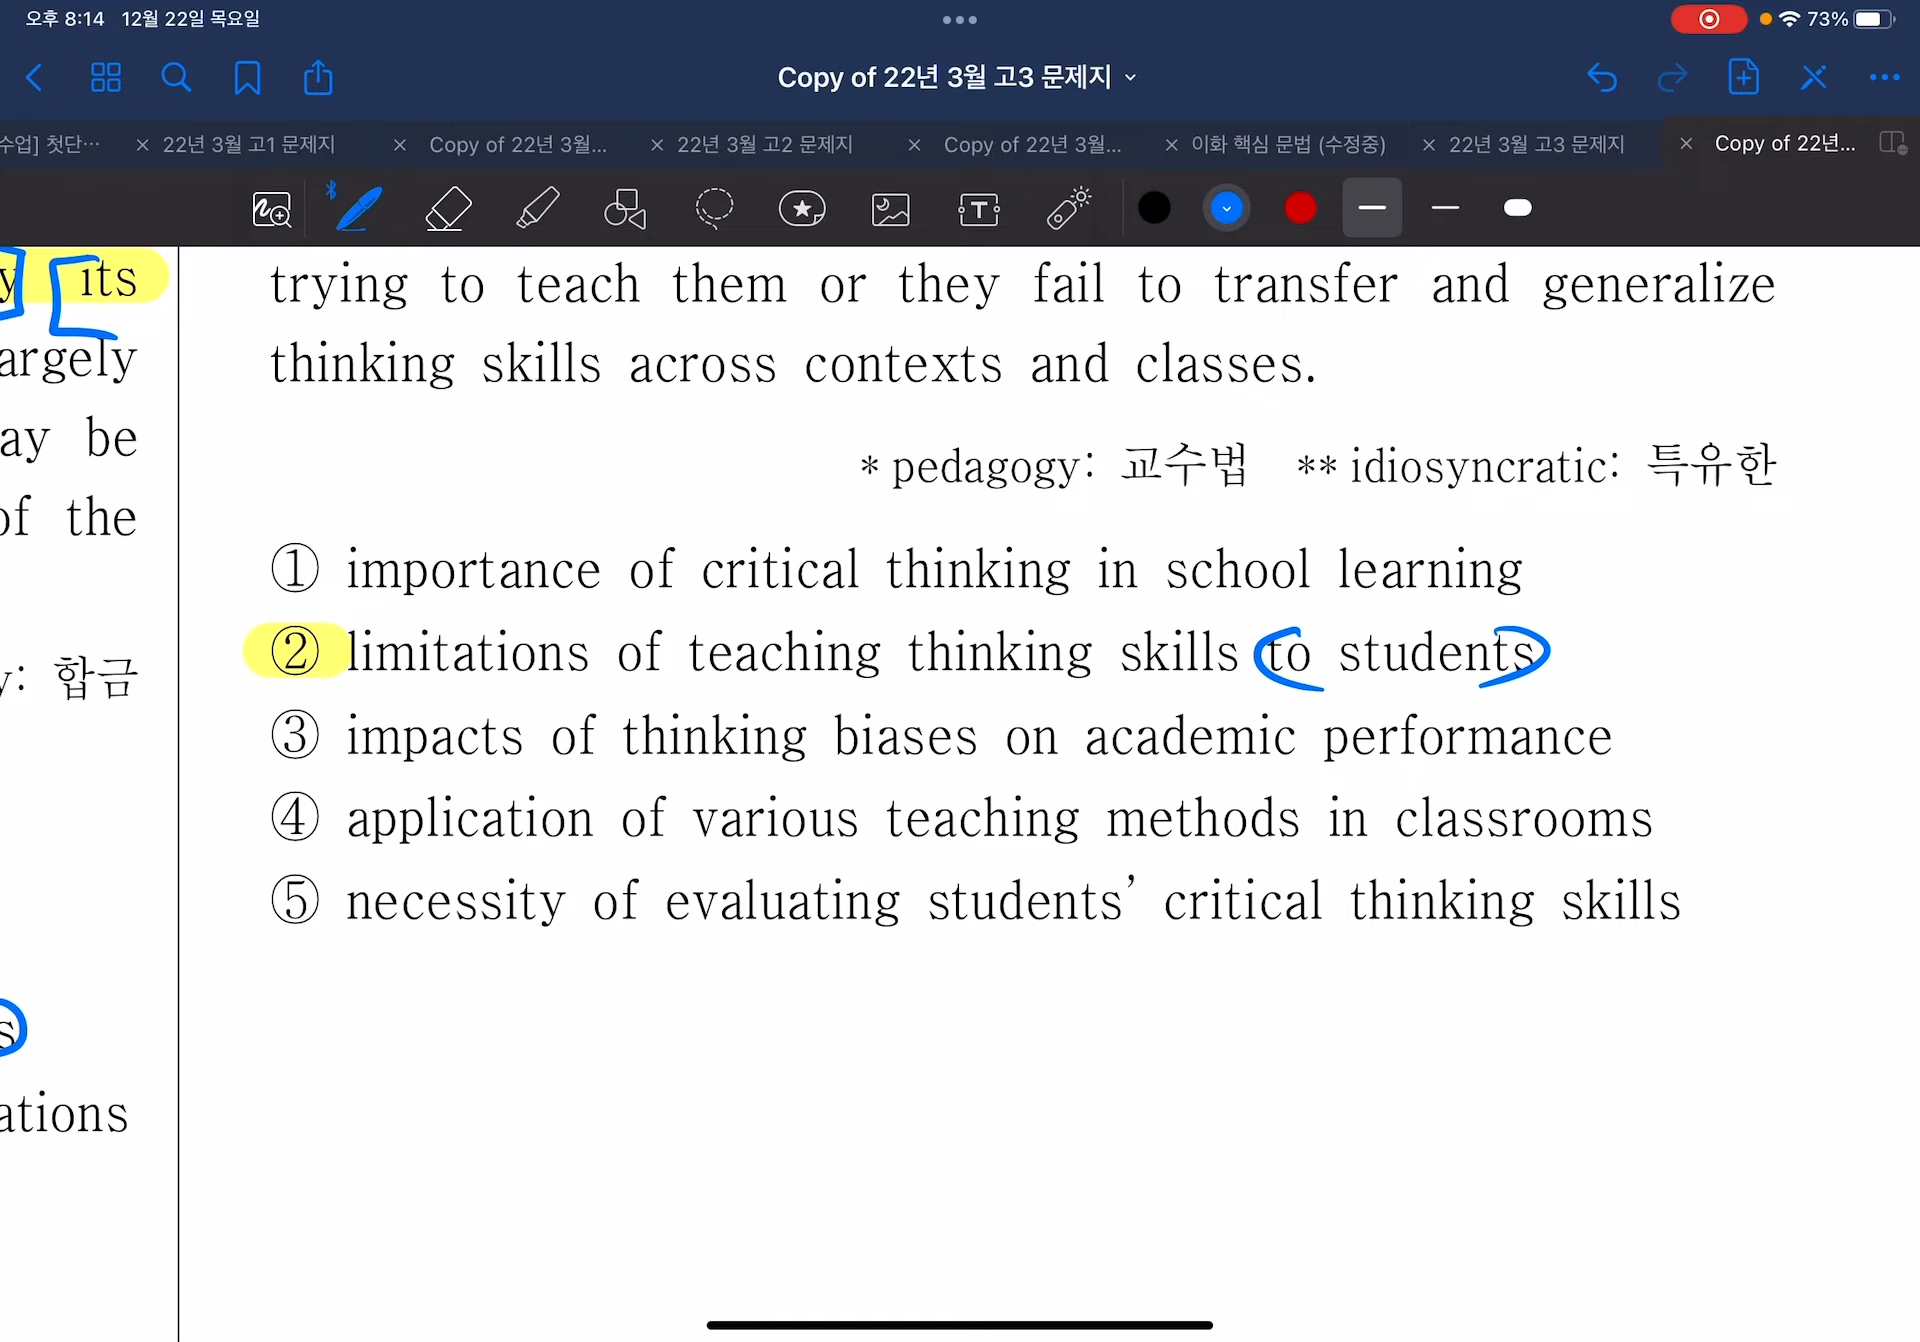 오후 8:14 12월 22일 목요일
73%
Copy of 22년 3월 고3 문제지
수업] 첫단…
22년 3월 고1 문제지
Copy of 22년 3월...
22년 3월 고2 문제지
Copy of 22년 3월...
이화 핵심 문법 (수정중)
22년 3월 고3 문제지
Copy of 22년...
y its
argely
ay be
of the
y: 합금
s
ations
trying to teach them or they fail to transfer and generalize
thinking skills across contexts and classes.
* pedagogy: 교수법 ** idiosyncratic: 특유한
① importance of critical thinking in school learning
② limitations of teaching thinking skills to students
③ impacts of thinking biases on academic performance
④ application of various teaching methods in classrooms
⑤ necessity of evaluating students' critical thinking skills